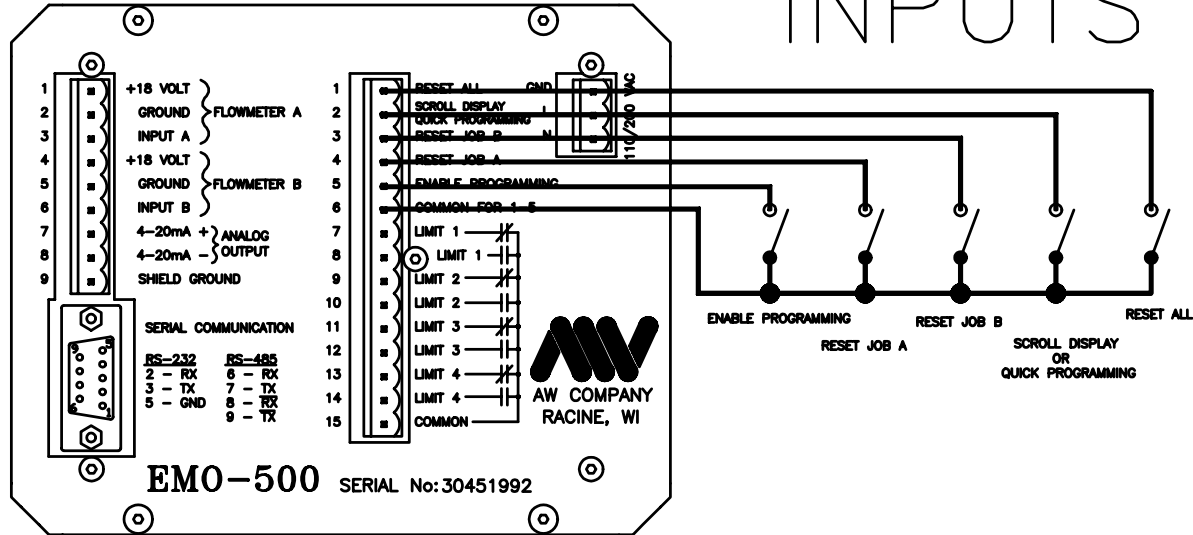 INPUTS
1 +18 VOLT
2 GROUND FLOWMETER A
3 INPUT A
4 +18 VOLT
5 GROUND FLOWMETER B
6 INPUT B
7 4-20mA + ANALOG
8 4-20mA - OUTPUT
9 SHIELD GROUND
SERIAL COMMUNICATION
RS-232 RS-485
2 - RX 6 - RX
3 - TX 7 - TX
5 - GND 8 - R̅X̅
9 - T̅X̅
9 5
6 1
1 RESET ALL
2 SCROLL DISPLAY
QUICK PROGRAMMING
3 RESET JOB B
4 RESET JOB A
5 ENABLE PROGRAMMING
6 COMMON FOR 1-5
7 LIMIT 1
8 LIMIT 1
9 LIMIT 2
10 LIMIT 2
11 LIMIT 3
12 LIMIT 3
13 LIMIT 4
14 LIMIT 4
15 COMMON
GND
L
N
110/200 VAC
AW COMPANY
RACINE, WI
EMO-500 SERIAL No:30451992
ENABLE PROGRAMMING
RESET JOB A
RESET JOB B
SCROLL DISPLAY
OR
QUICK PROGRAMMING
RESET ALL